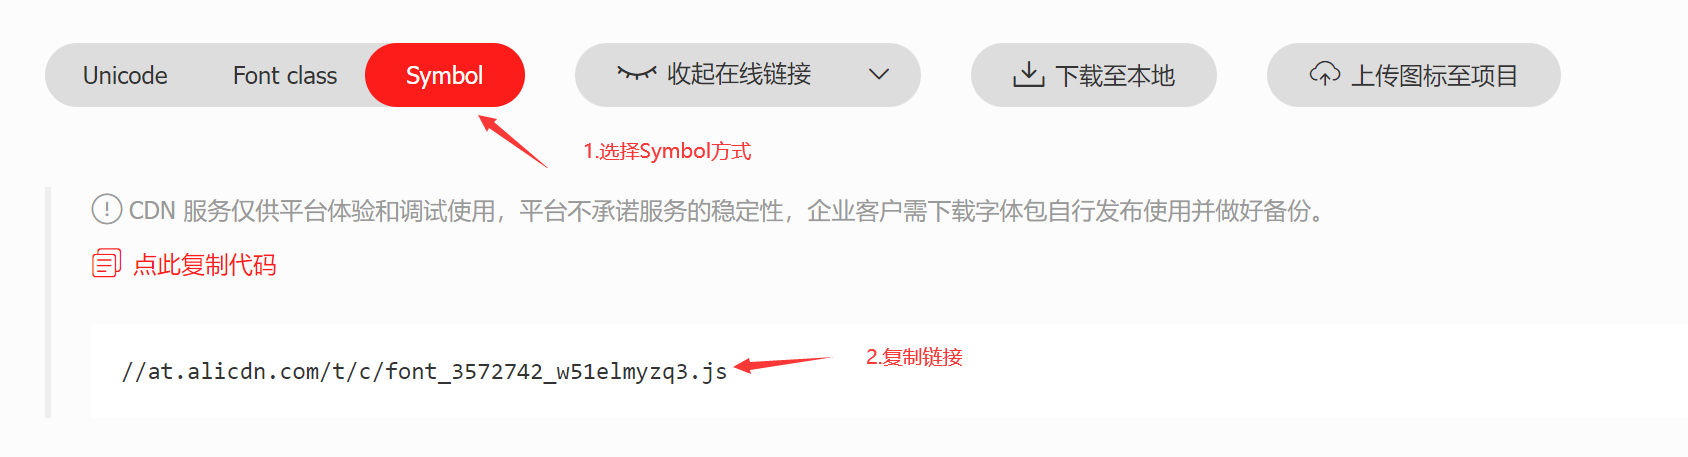 Unicode Font class Symbol 收起在线链接 下载至本地 上传图标至项目
1.选择Symbol方式
CDN 服务仅供平台体验和调试使用，平台不承诺服务的稳定性，企业客户需下载字体包自行发布使用并做好备份。
点此复制代码
//at.alicdn.com/t/c/font_3572742_w51elmyzq3.js 2.复制链接